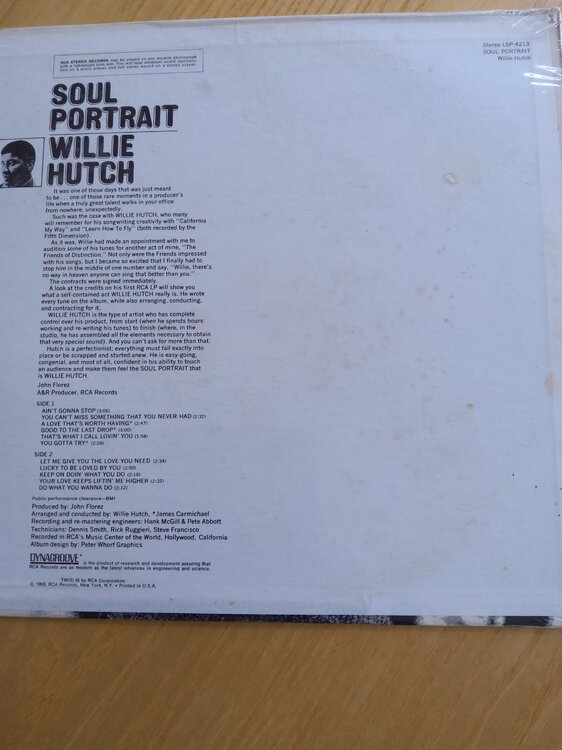 RCA STEREO RECORDS may be played on any modern phonograph
with a lightweight tone arm. You will hear excellent sound reproduc-
tion on a mono player and full stereo sound on a stereo player.
Stereo LSP-4213
SOUL PORTRAIT
Willie Hutch
SOUL
PORTRAIT
WILLIE
HUTCH
It was one of those days that was just meant
to be . . . one of those rare moments in a producer's
life when a truly great talent walks in your office
from nowhere, unexpectedly.
Such was the case with WILLIE HUTCH, who many
will remember for his songwriting creativity with "California
My Way" and "Learn How To Fly" (both recorded by the
Fifth Dimension).
As it was, Willie had made an appointment with me to
audition some of his tunes for another act of mine, "The
Friends of Distinction." Not only were the Friends impressed
with his songs, but I became so excited that I finally had to
stop him in the middle of one number and say, "Willie, there's
no way in heaven anyone can sing that better than you."
The contracts were signed immediately.
A look at the credits on his first RCA LP will show you
what a self-contained act WILLIE HUTCH really is. He wrote
every tune on the album, while also arranging, conducting,
and contracting for it.
WILLIE HUTCH is the type of artist who has complete
control over his product, from start (when he spends hours
working and re-writing his tunes) to finish (where, in the
studio, he has assembled all the elements necessary to obtain
that very special sound). And you can't ask for more than that.
Hutch is a perfectionist; everything must fall exactly into
place or be scrapped and started anew. He is easy-going,
congenial, and most of all, confident in his ability to touch
an audience and make them feel the SOUL PORTRAIT that
is WILLIE HUTCH.
John Florez
A&R Producer, RCA Records
SIDE 1
AIN'T GONNA STOP (3:06)
YOU CAN'T MISS SOMETHING THAT YOU NEVER HAD (2:32)
A LOVE THAT'S WORTH HAVING* (2:47)
GOOD TO THE LAST DROP* (3:00)
THAT'S WHAT I CALL LOVIN' YOU (1:54)
YOU GOTTA TRY* (2:26)
SIDE 2
LET ME GIVE YOU THE LOVE YOU NEED (2:34)
LUCKY TO BE LOVED BY YOU (2:50)
KEEP ON DOIN' WHAT YOU DO (2:18)
YOUR LOVE KEEPS LIFTIN' ME HIGHER (2:32)
DO WHAT YOU WANNA DO (3:12)
Public performance clearance—BMI
Produced by: John Florez
Arranged and conducted by: Willie Hutch, *James Carmichael
Recording and re-mastering engineers: Hank McGill & Pete Abbott
Technicians: Dennis Smith, Rick Ruggieri, Steve Francisco
Recorded in RCA's Music Center of the World, Hollywood, California
Album design by: Peter Whorf Graphics
DYNAGROOVE is the product of research and development assuring that
RCA Records are as modern as the latest advances in engineering and science.
TM(S) ® by RCA Corporation
© 1969, RCA Records, New York, N.Y. • Printed in U.S.A.